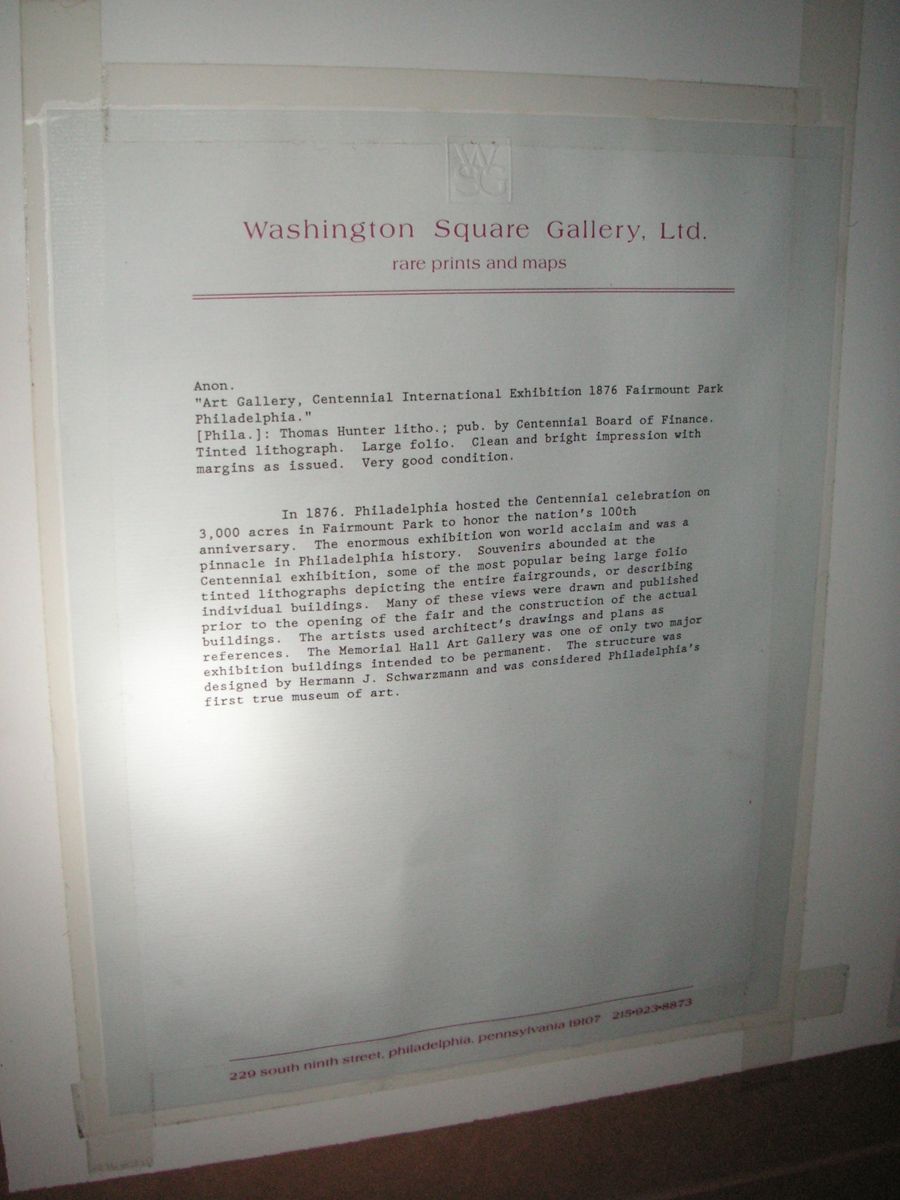 WSG
Washington Square Gallery, Ltd.
rare prints and maps
Anon.
"Art Gallery, Centennial International Exhibition 1876 Fairmount Park
Philadelphia."
[Phila.]: Thomas Hunter litho.; pub. by Centennial Board of Finance.
Tinted lithograph. Large folio. Clean and bright impression with
margins as issued. Very good condition.
In 1876. Philadelphia hosted the Centennial celebration on
3,000 acres in Fairmount Park to honor the nation's 100th
anniversary. The enormous exhibition won world acclaim and was a
pinnacle in Philadelphia history. Souvenirs abounded at the
Centennial exhibition, some of the most popular being large folio
tinted lithographs depicting the entire fairgrounds, or describing
individual buildings. Many of these views were drawn and published
prior to the opening of the fair and the construction of the actual
buildings. The artists used architect's drawings and plans as
references. The Memorial Hall Art Gallery was one of only two major
exhibition buildings intended to be permanent. The structure was
designed by Hermann J. Schwarzmann and was considered Philadelphia's
first true museum of art.
229 south ninth street, philadelphia, pennsylvania 19107 215•923•8873